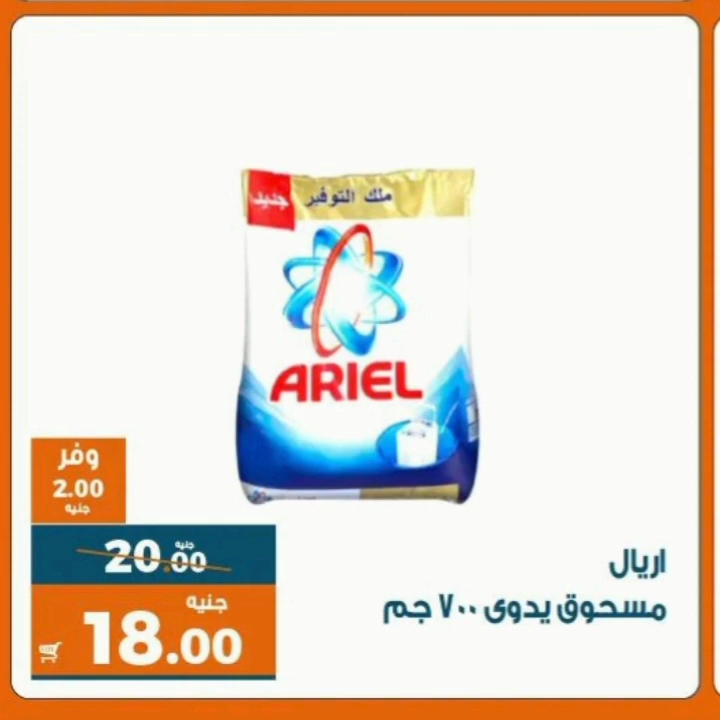 جديد
ملك التوفير
ARIEL
وفر
2.00
جنيه
جنيه
20.00
جنيه
18.00
اريال
مسحوق يدوى ٧٠٠ جم